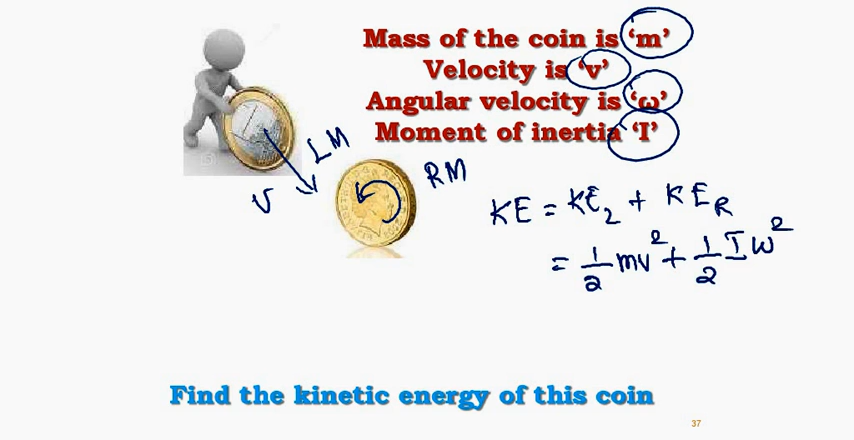 Mass of the coin is ‘m’
Velocity is ‘v’
Angular velocity is ‘ω’
Moment of inertia ‘I’
LM
v
RM
KE = KE₂ + KE_R
= 1/2 mv² + 1/2 Iω²
Find the kinetic energy of this coin
37